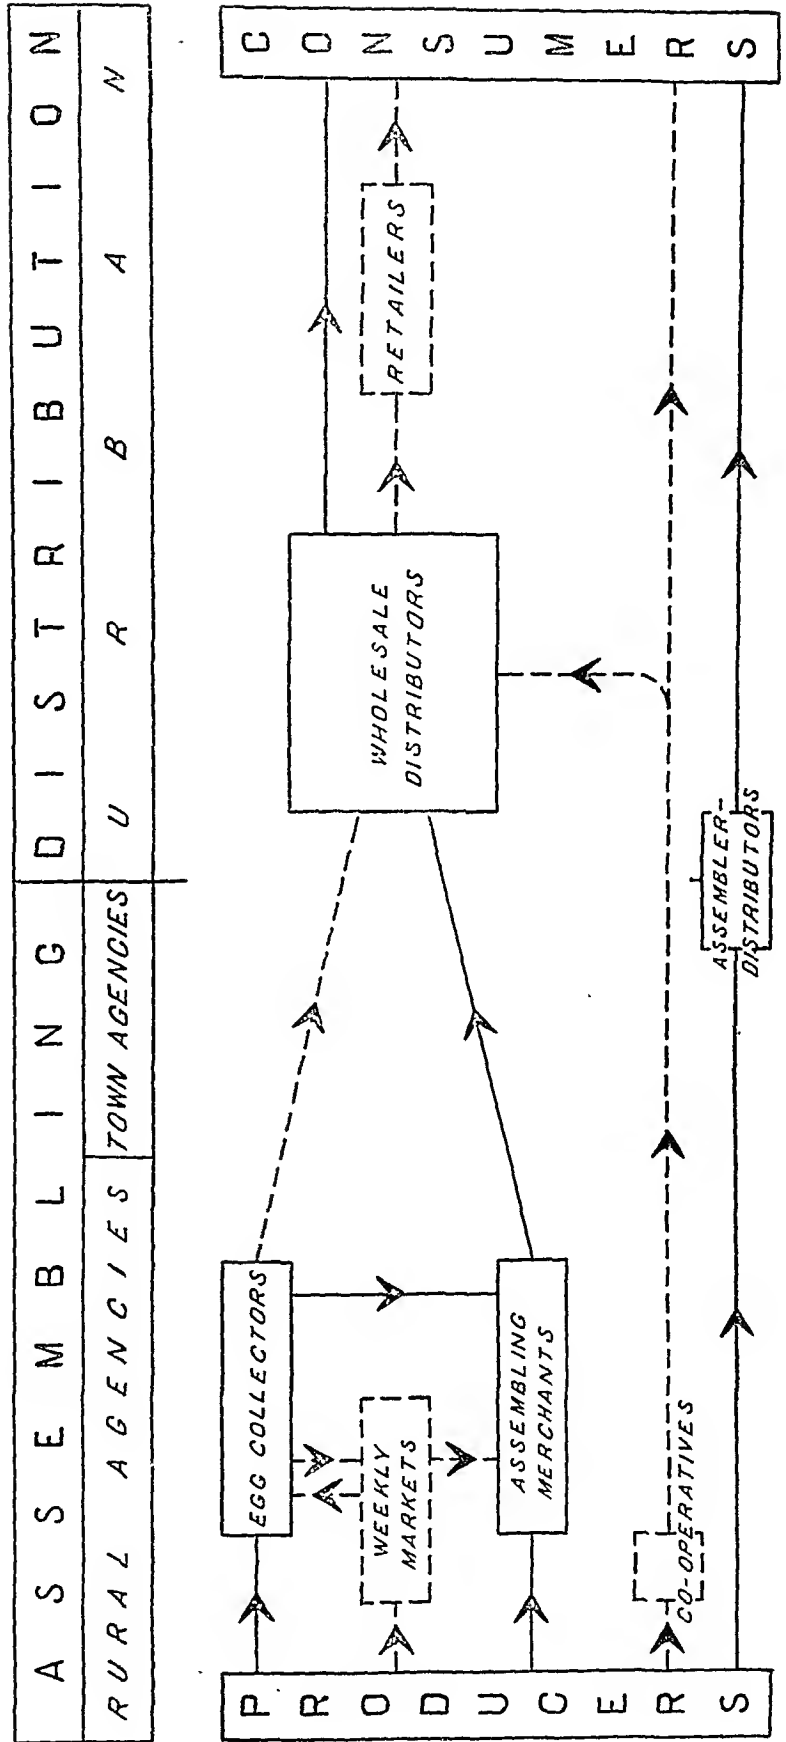 ASSEMBLING DISTRIBUTION
RURAL AGENCIES TOWN AGENCIES URBAN
PRODUCERS
EGG COLLECTORS
WEEKLY
MARKETS
ASSEMBLING
MERCHANTS
CO-OPERATIVES
WHOLESALE
DISTRIBUTORS
ASSEMBLER-
DISTRIBUTORS
RETAILERS
CONSUMERS